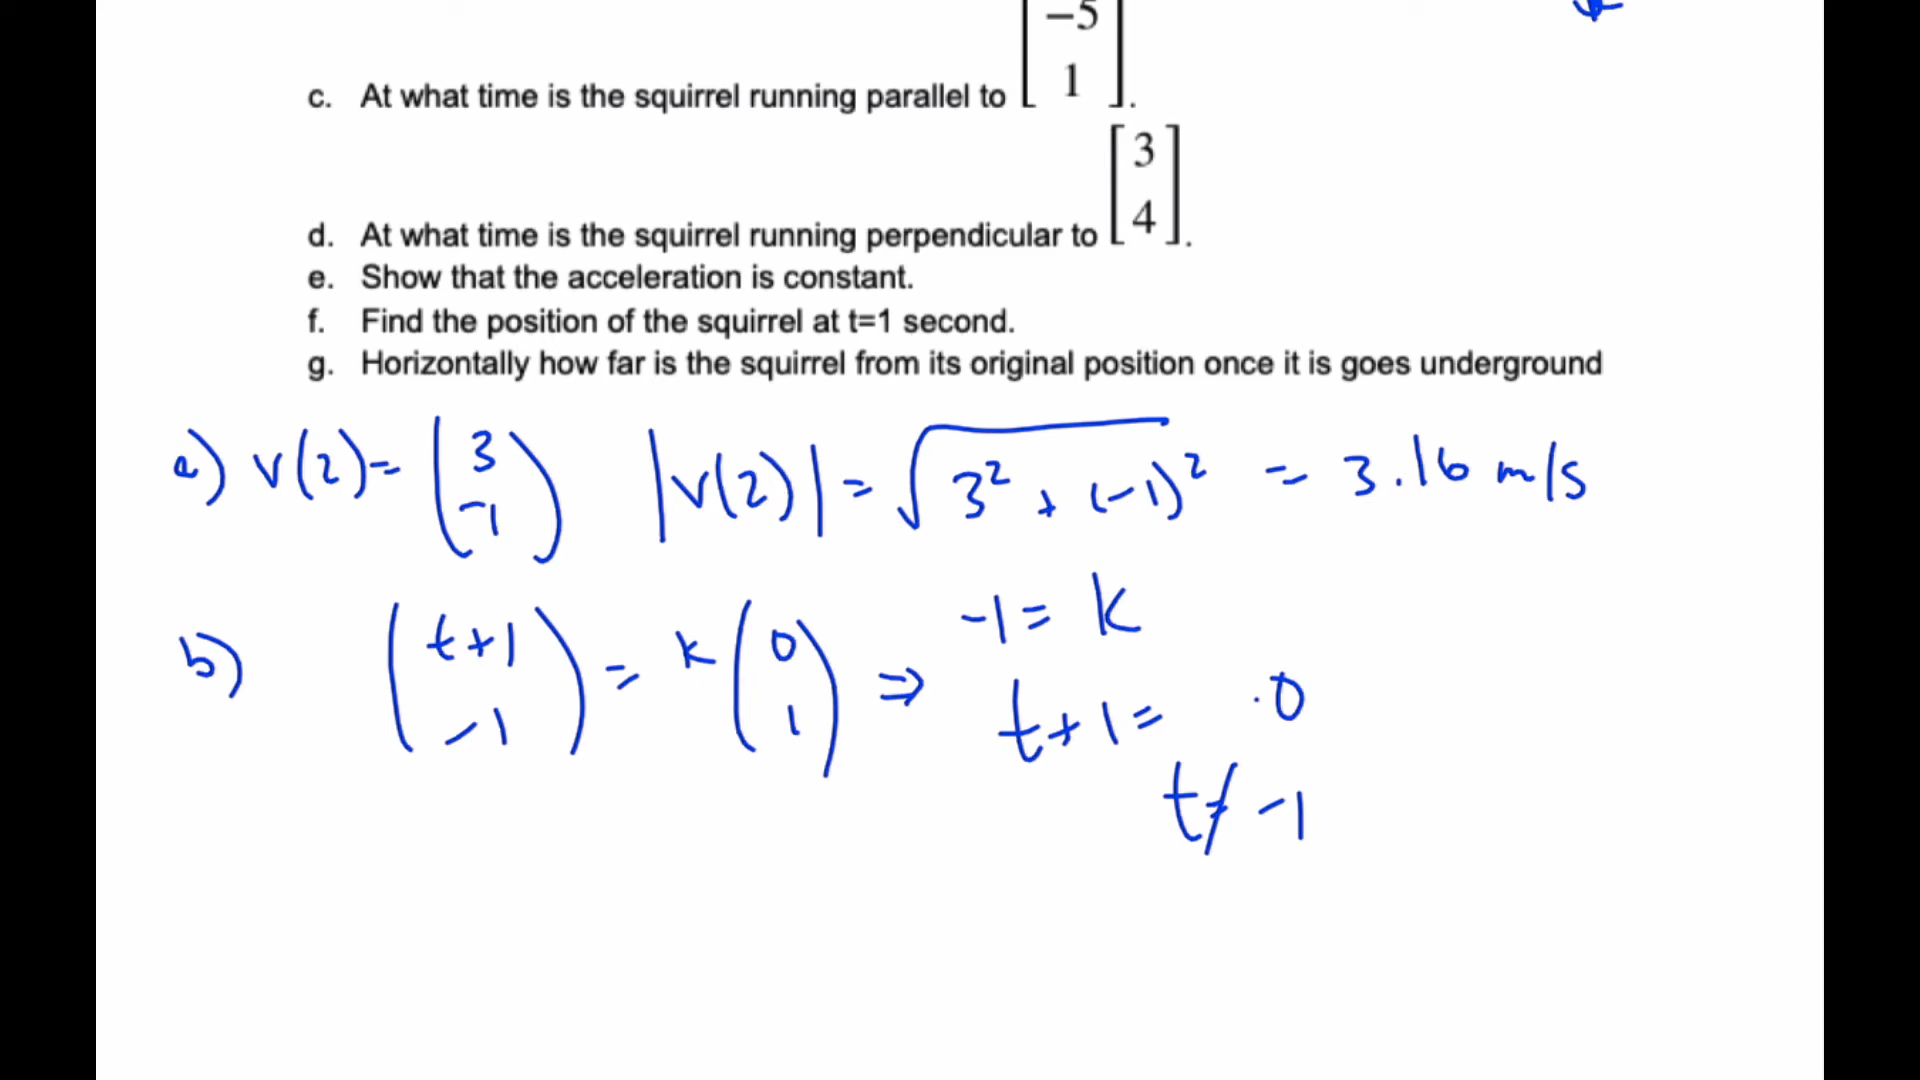 [−5
1].
c. At what time is the squirrel running parallel to
[3
4].
d. At what time is the squirrel running perpendicular to
e. Show that the acceleration is constant.
f. Find the position of the squirrel at t=1 second.
g. Horizontally how far is the squirrel from its original position once it is goes underground
a) v(2)= (3 -1) |v(2)| = √3² + (-1)² = 3.16 m/s
b) (t+1 -1) = k (0 1) ⇒ -1 = k
t+1 = 0
t≠ -1